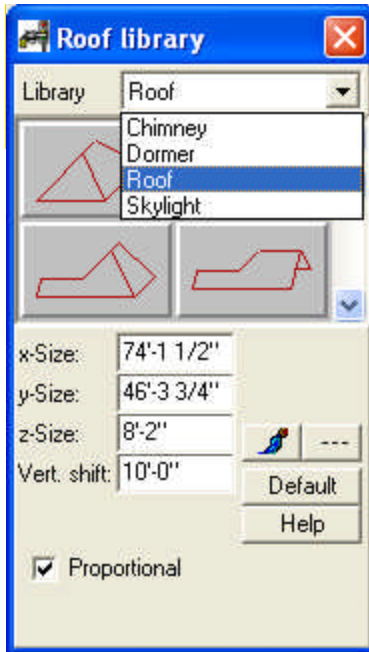 Roof library
Library Roof
Chimney
Dormer
Roof
Skylight
x-Size: 74'-1 1/2"
y-Size: 46'-3 3/4"
z-Size: 8'-2"
Vert. shift: 10'-0"
---
Default
Help
Proportional